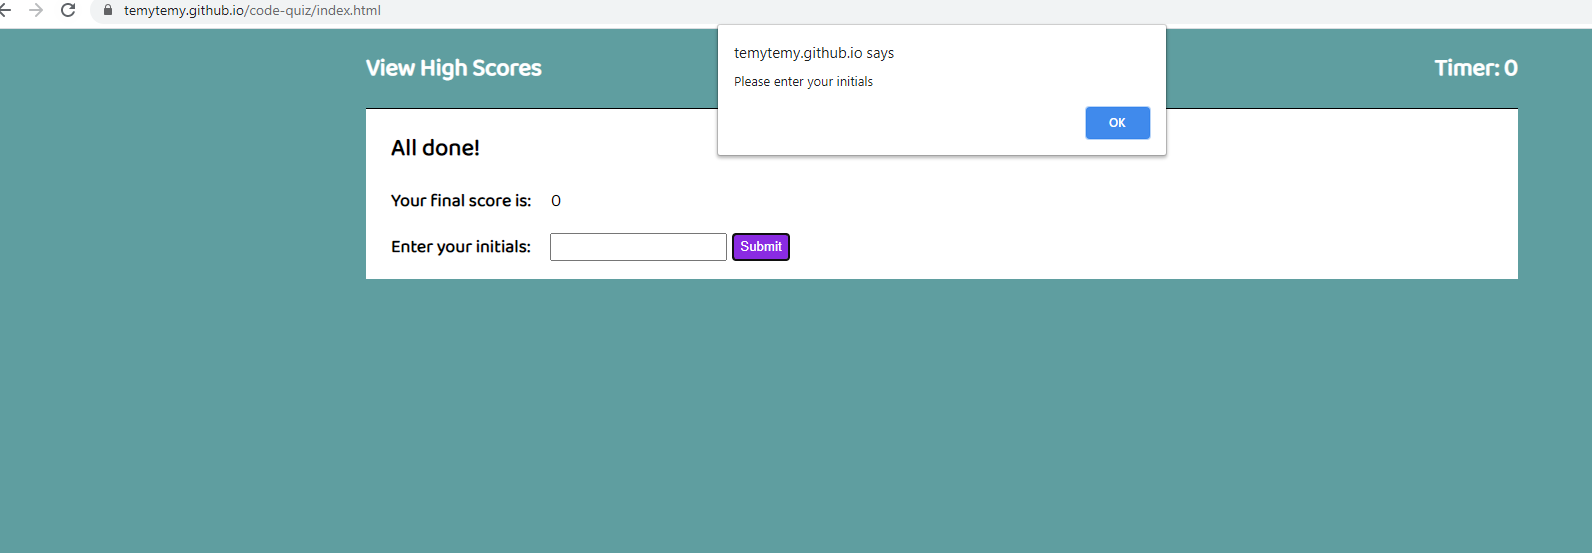 temytemy.github.io/code-quiz/index.html
temytemy.github.io says
Please enter your initials
OK
View High Scores
Timer: 0
All done!
Your final score is: 0
Enter your initials:
Submit